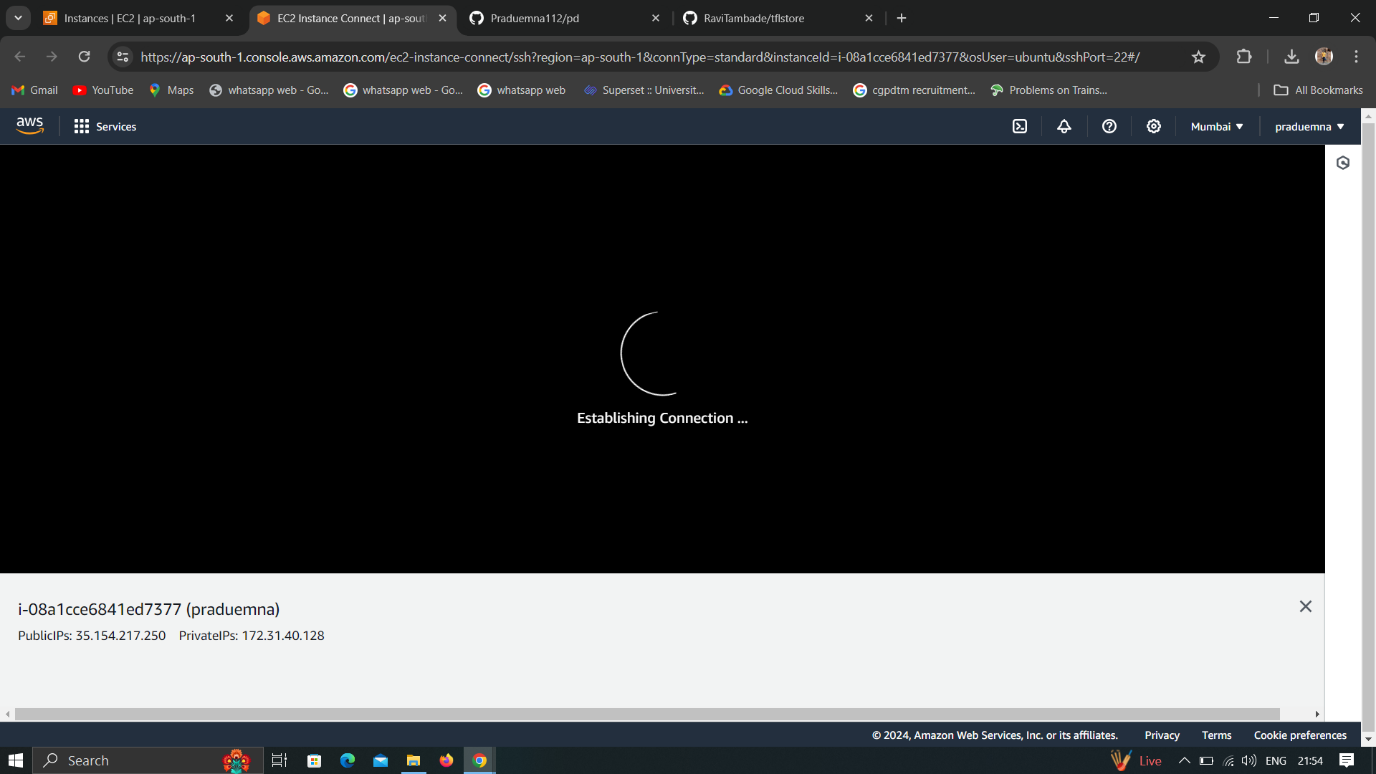 Instances | EC2 | ap-south-1
EC2 Instance Connect | ap-sout
Praduemna112/pd
RaviTambade/tflstore
https://ap-south-1.console.aws.amazon.com/ec2-instance-connect/ssh?region=ap-south-1&connType=standard&instanceId=i-08a1cce6841ed7377&osUser=ubuntu&sshPort=22#/
Gmail YouTube Maps whatsapp web - Go... whatsapp web - Go... whatsapp web Superset :: Universit... Google Cloud Skills... cgpdtm recruitment... Problems on Trains... All Bookmarks
aws Services Mumbai praduemna
Establishing Connection ...
i-08a1cce6841ed7377 (praduemna)
PublicIPs: 35.154.217.250 PrivateIPs: 172.31.40.128
© 2024, Amazon Web Services, Inc. or its affiliates. Privacy Terms Cookie preferences
Search Live ENG 21:54